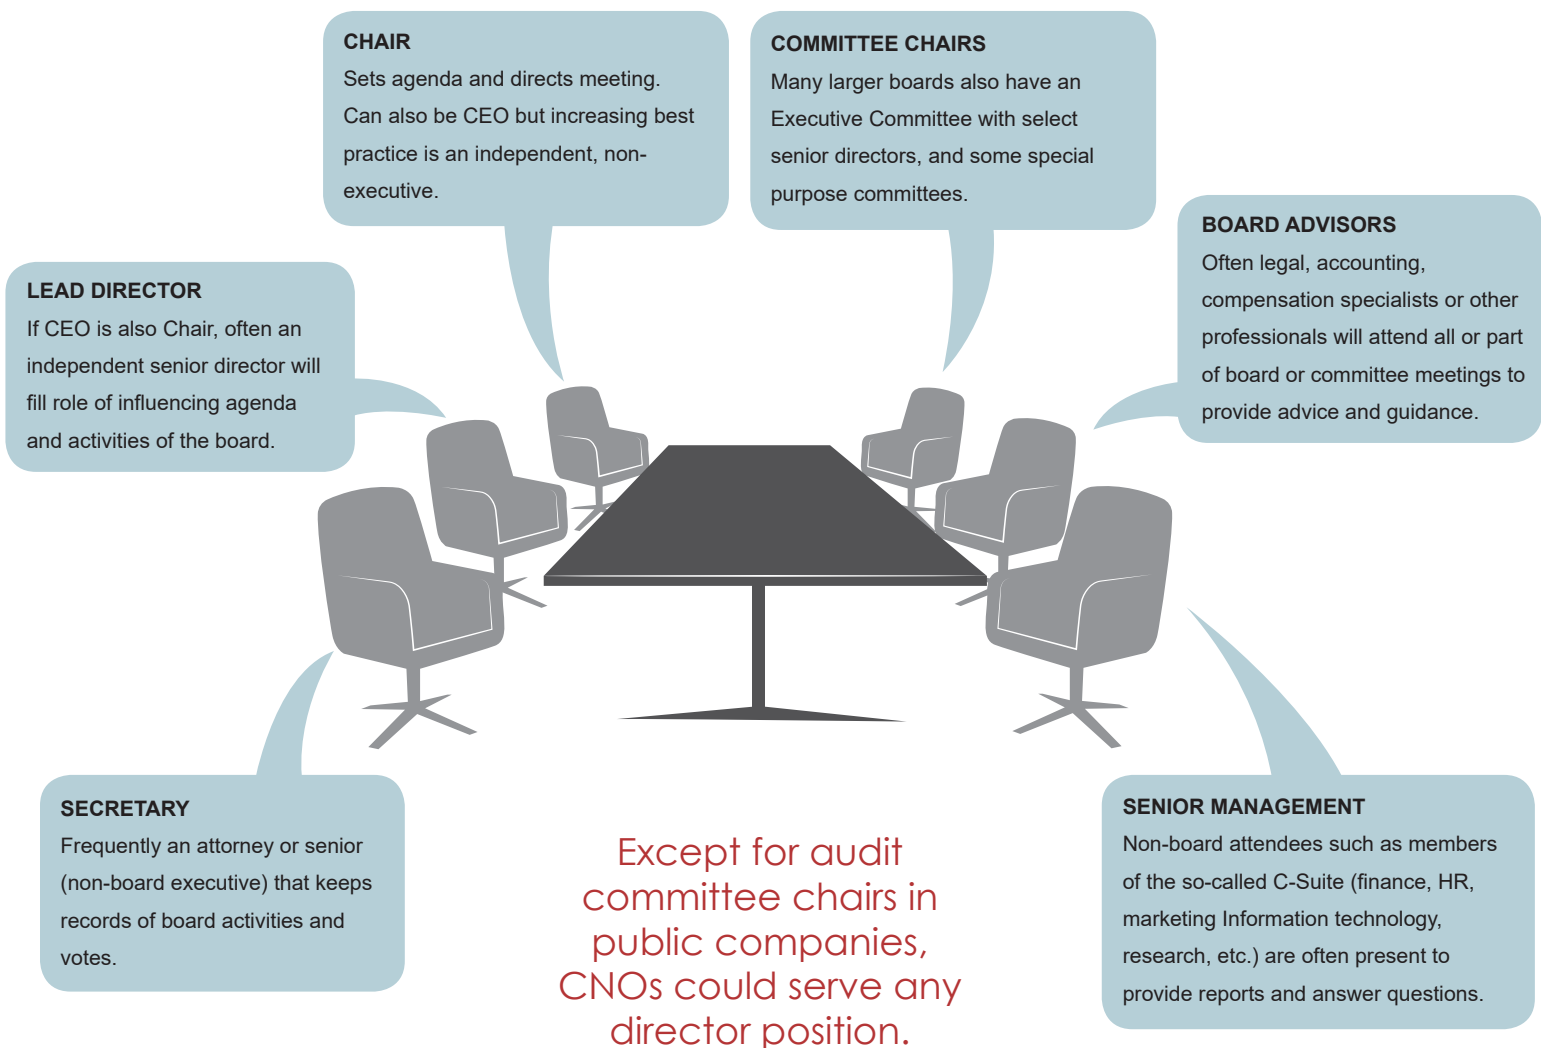 CHAIR
Sets agenda and directs meeting.
Can also be CEO but increasing best
practice is an independent, non-
executive.
COMMITTEE CHAIRS
Many larger boards also have an
Executive Committee with select
senior directors, and some special
purpose committees.
BOARD ADVISORS
Often legal, accounting,
compensation specialists or other
professionals will attend all or part
of board or committee meetings to
provide advice and guidance.
LEAD DIRECTOR
If CEO is also Chair, often an
independent senior director will
fill role of influencing agenda
and activities of the board.
SECRETARY
Frequently an attorney or senior
(non-board executive) that keeps
records of board activities and
votes.
Except for audit
committee chairs in
public companies,
CNOs could serve any
director position.
SENIOR MANAGEMENT
Non-board attendees such as members
of the so-called C-Suite (finance, HR,
marketing Information technology,
research, etc.) are often present to
provide reports and answer questions.